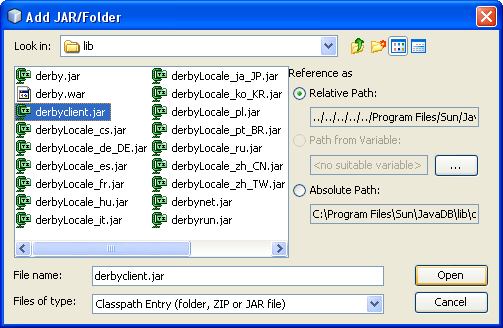 Add JAR/Folder
Look in: lib
derby.jar
derby.war
derbyclient.jar
derbyLocale_cs.jar
derbyLocale_de_DE.jar
derbyLocale_es.jar
derbyLocale_fr.jar
derbyLocale_hu.jar
derbyLocale_it.jar
derbyLocale_ja_JP.jar
derbyLocale_ko_KR.jar
derbyLocale_pl.jar
derbyLocale_pt_BR.jar
derbyLocale_ru.jar
derbyLocale_zh_CN.jar
derbyLocale_zh_TW.jar
derbynet.jar
derbyrun.jar
Reference as
Relative Path:
../../../../../Program Files/Sun/Jav
Path from Variable:
<no suitable variable> ...
Absolute Path:
C:\Program Files\Sun\JavaDB\lib\d
File name: derbyclient.jar Open
Files of type: Classpath Entry (folder, ZIP or JAR file) Cancel